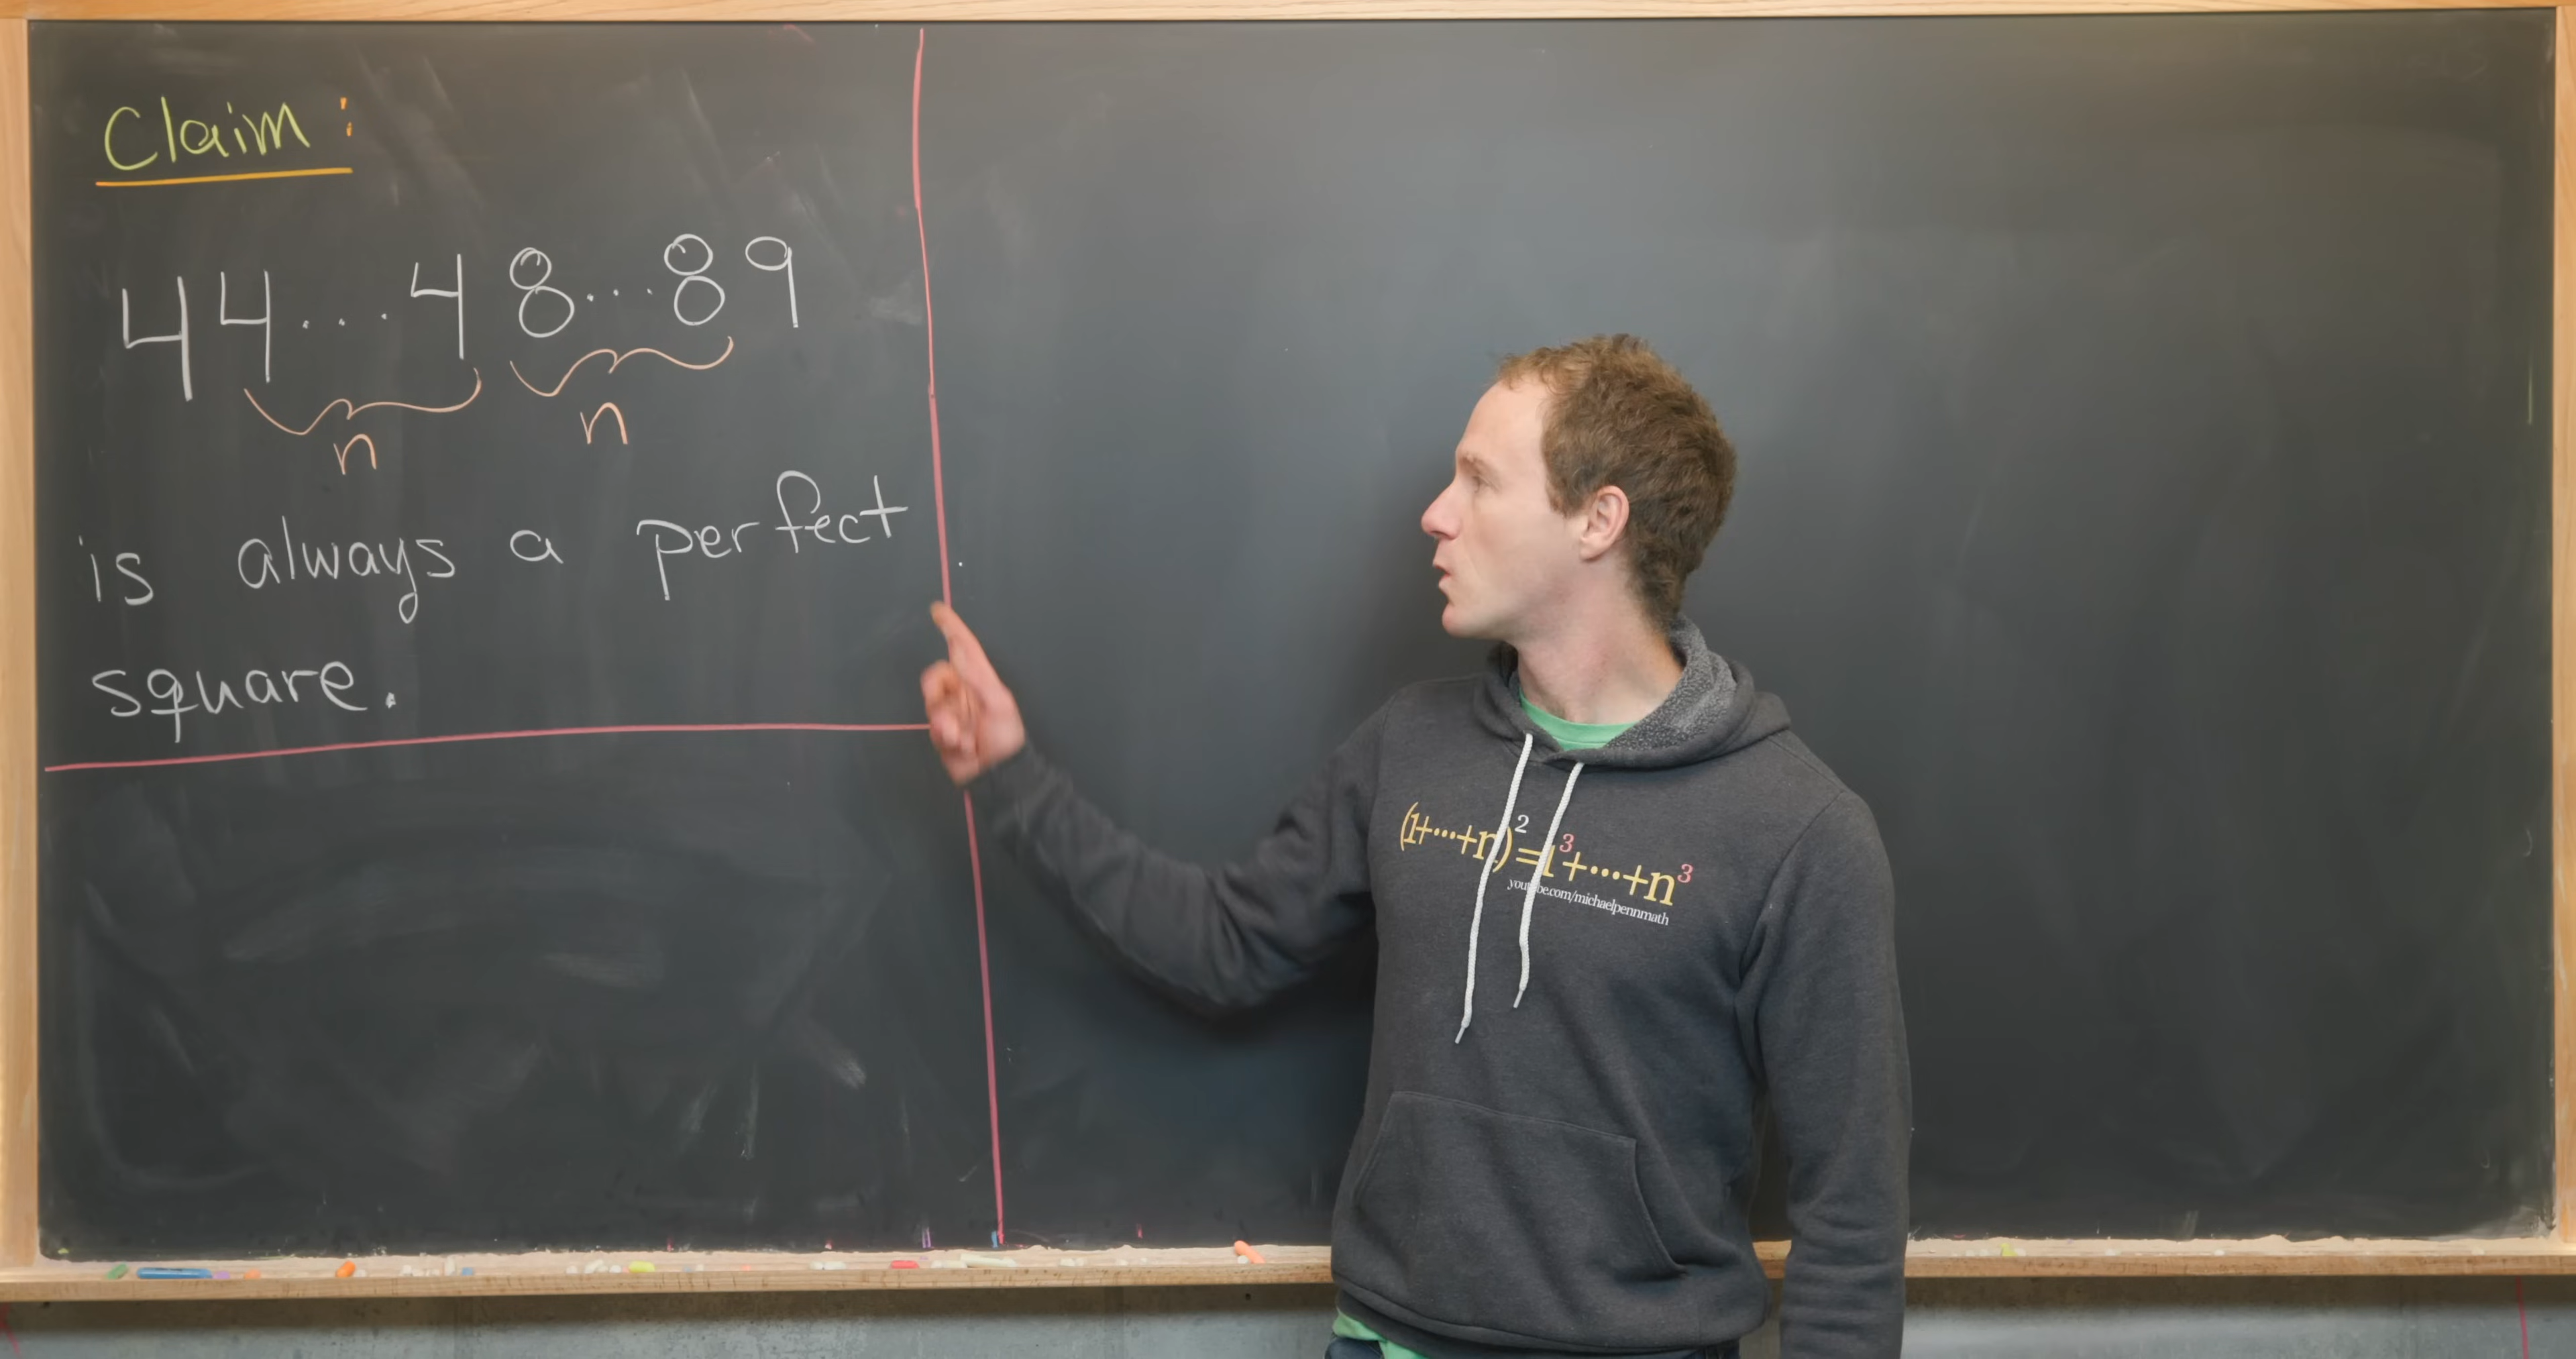 Claim:
44...48...89
n n
is always a perfect
square.
(1+...+n)²=1³+...+n³
youtube.com/michaelpennmath